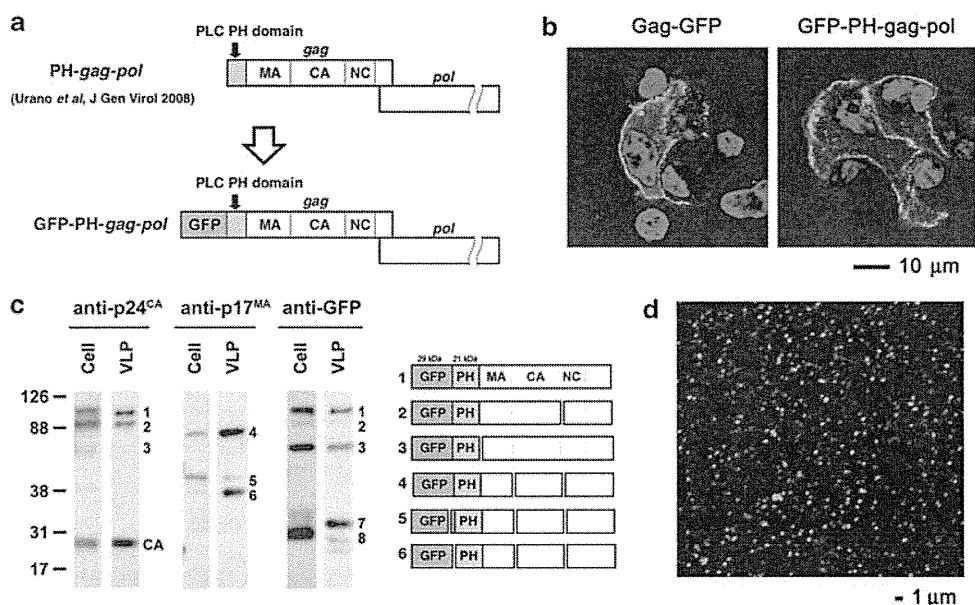 a
PLC PH domain
gag
PH-gag-pol
MA CA NC
pol
(Urano et al, J Gen Virol 2008)
PLC PH domain
gag
GFP-PH-gag-pol
GFP MA CA NC
pol
b
Gag-GFP GFP-PH-gag-pol
10 μm
c
anti-p24CA anti-p17MA anti-GFP
Cell VLP Cell VLP Cell VLP
126
88
38
31
17
1
2
3
CA
4
5
6
1
2
3
7
8
29 kDa 21 kDa
1 GFP PH MA CA NC
2 GFP PH
3 GFP PH
4 GFP PH
5 GFP PH
6 GFP PH
d
1 μm